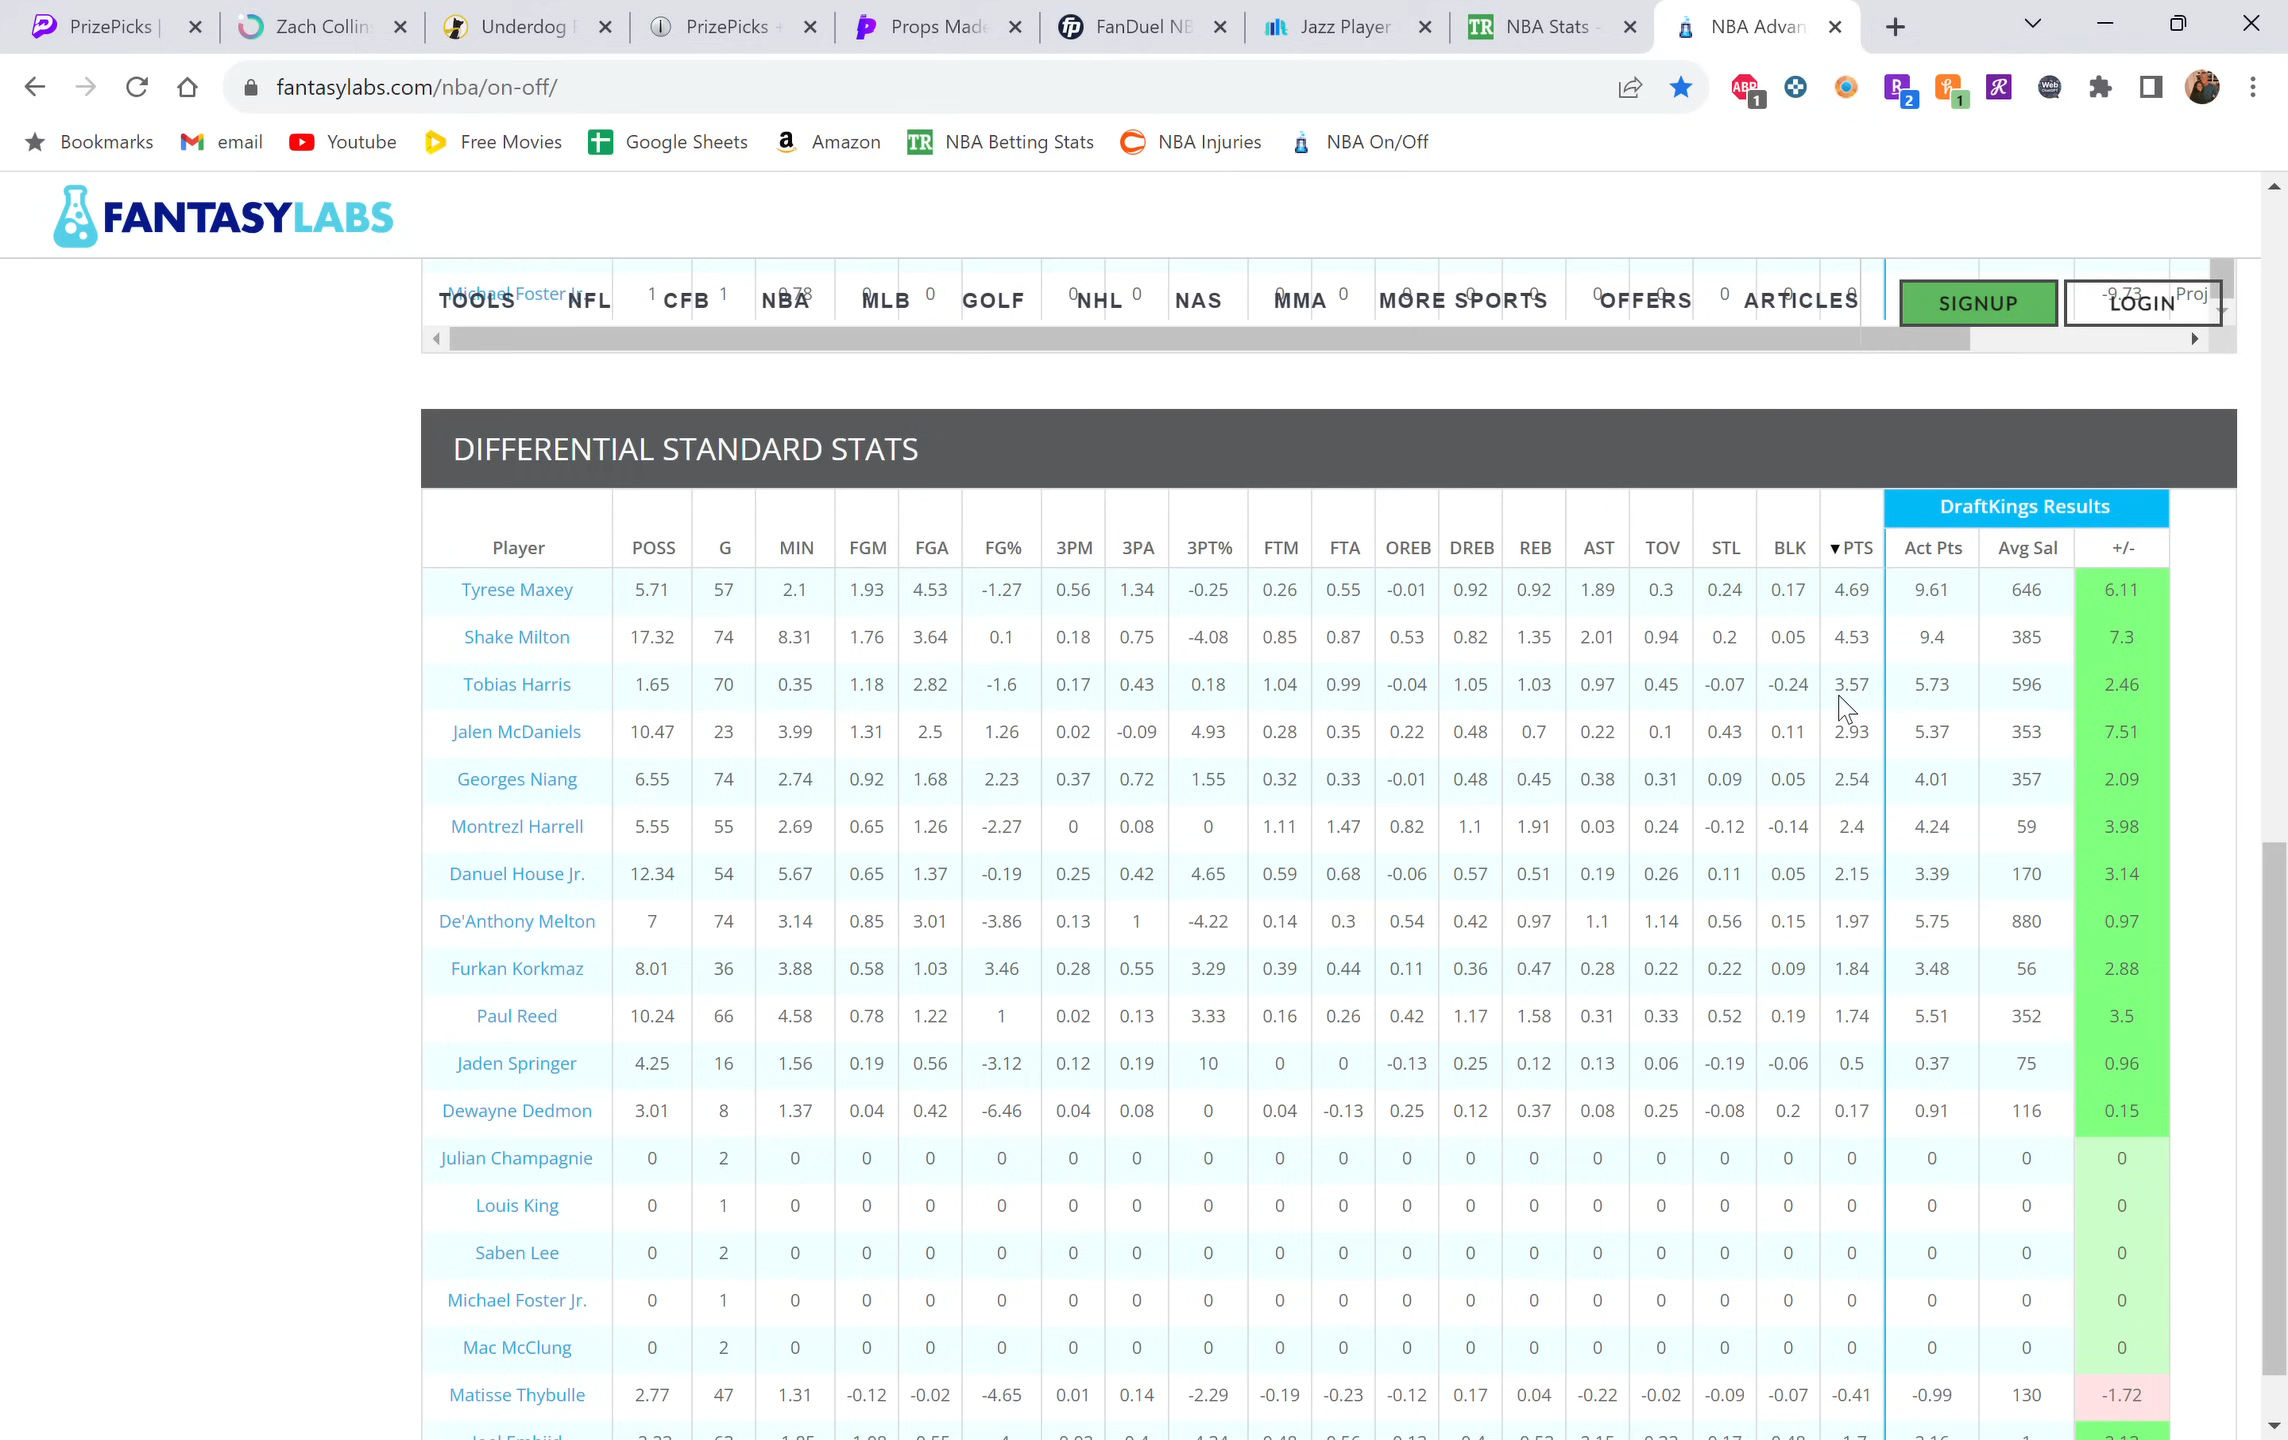 PrizePicks | Zach Collin Underdog F PrizePicks + Props Made FanDuel NE Jazz Player NBA Stats - NBA Advan
fantasylabs.com/nba/on-off/
ABP 1 2 1 Web
Bookmarks email Youtube Free Movies Google Sheets Amazon NBA Betting Stats NBA Injuries NBA On/Off
FANTASYLABS
Michael Foster Jr. 1 1 0.78 0 0 0 0 0 0 0 0 0 0 -9.73 Proj
TOOLS NFL CFB NBA MLB GOLF NHL NAS MMA MORE SPORTS OFFERS ARTICLES SIGNUP LOGIN
DIFFERENTIAL STANDARD STATS
DraftKings Results
Player POSS G MIN FGM FGA FG% 3PM 3PA 3PT% FTM FTA OREB DREB REB AST TOV STL BLK ▼PTS Act Pts Avg Sal +/-
Tyrese Maxey 5.71 57 2.1 1.93 4.53 -1.27 0.56 1.34 -0.25 0.26 0.55 -0.01 0.92 0.92 1.89 0.3 0.24 0.17 4.69 9.61 646 6.11
Shake Milton 17.32 74 8.31 1.76 3.64 0.1 0.18 0.75 -4.08 0.85 0.87 0.53 0.82 1.35 2.01 0.94 0.2 0.05 4.53 9.4 385 7.3
Tobias Harris 1.65 70 0.35 1.18 2.82 -1.6 0.17 0.43 0.18 1.04 0.99 -0.04 1.05 1.03 0.97 0.45 -0.07 -0.24 3.57 5.73 596 2.46
Jalen McDaniels 10.47 23 3.99 1.31 2.5 1.26 0.02 -0.09 4.93 0.28 0.35 0.22 0.48 0.7 0.22 0.1 0.43 0.11 2.93 5.37 353 7.51
Georges Niang 6.55 74 2.74 0.92 1.68 2.23 0.37 0.72 1.55 0.32 0.33 -0.01 0.48 0.45 0.38 0.31 0.09 0.05 2.54 4.01 357 2.09
Montrezl Harrell 5.55 55 2.69 0.65 1.26 -2.27 0 0.08 0 1.11 1.47 0.82 1.1 1.91 0.03 0.24 -0.12 -0.14 2.4 4.24 59 3.98
Danuel House Jr. 12.34 54 5.67 0.65 1.37 -0.19 0.25 0.42 4.65 0.59 0.68 -0.06 0.57 0.51 0.19 0.26 0.11 0.05 2.15 3.39 170 3.14
De'Anthony Melton 7 74 3.14 0.85 3.01 -3.86 0.13 1 -4.22 0.14 0.3 0.54 0.42 0.97 1.1 1.14 0.56 0.15 1.97 5.75 880 0.97
Furkan Korkmaz 8.01 36 3.88 0.58 1.03 3.46 0.28 0.55 3.29 0.39 0.44 0.11 0.36 0.47 0.28 0.22 0.22 0.09 1.84 3.48 56 2.88
Paul Reed 10.24 66 4.58 0.78 1.22 1 0.02 0.13 3.33 0.16 0.26 0.42 1.17 1.58 0.31 0.33 0.52 0.19 1.74 5.51 352 3.5
Jaden Springer 4.25 16 1.56 0.19 0.56 -3.12 0.12 0.19 10 0 0 -0.13 0.25 0.12 0.13 0.06 -0.19 -0.06 0.5 0.37 75 0.96
Dewayne Dedmon 3.01 8 1.37 0.04 0.42 -6.46 0.04 0.08 0 0.04 -0.13 0.25 0.12 0.37 0.08 0.25 -0.08 0.2 0.17 0.91 116 0.15
Julian Champagnie 0 2 0 0 0 0 0 0 0 0 0 0 0 0 0 0 0 0 0 0 0 0
Louis King 0 1 0 0 0 0 0 0 0 0 0 0 0 0 0 0 0 0 0 0 0 0
Saben Lee 0 2 0 0 0 0 0 0 0 0 0 0 0 0 0 0 0 0 0 0 0 0
Michael Foster Jr. 0 1 0 0 0 0 0 0 0 0 0 0 0 0 0 0 0 0 0 0 0 0
Mac McClung 0 2 0 0 0 0 0 0 0 0 0 0 0 0 0 0 0 0 0 0 0 0
Matisse Thybulle 2.77 47 1.31 -0.12 -0.02 -4.65 0.01 0.14 -2.29 -0.19 -0.23 -0.12 0.17 0.04 -0.22 -0.02 -0.09 -0.07 -0.41 -0.99 130 -1.72